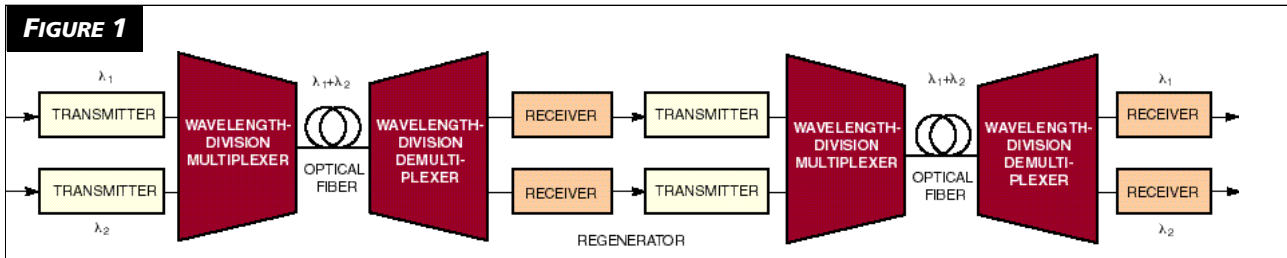 FIGURE 1
λ1
TRANSMITTER
TRANSMITTER
λ2
WAVELENGTH-
DIVISION
MULTIPLEXER
λ1+λ2
OPTICAL
FIBER
WAVELENGTH-
DIVISION
DEMULTI-
PLEXER
RECEIVER
RECEIVER
REGENERATOR
TRANSMITTER
TRANSMITTER
WAVELENGTH-
DIVISION
MULTIPLEXER
λ1+λ2
OPTICAL
FIBER
WAVELENGTH-
DIVISION
DEMULTI-
PLEXER
λ1
RECEIVER
RECEIVER
λ2